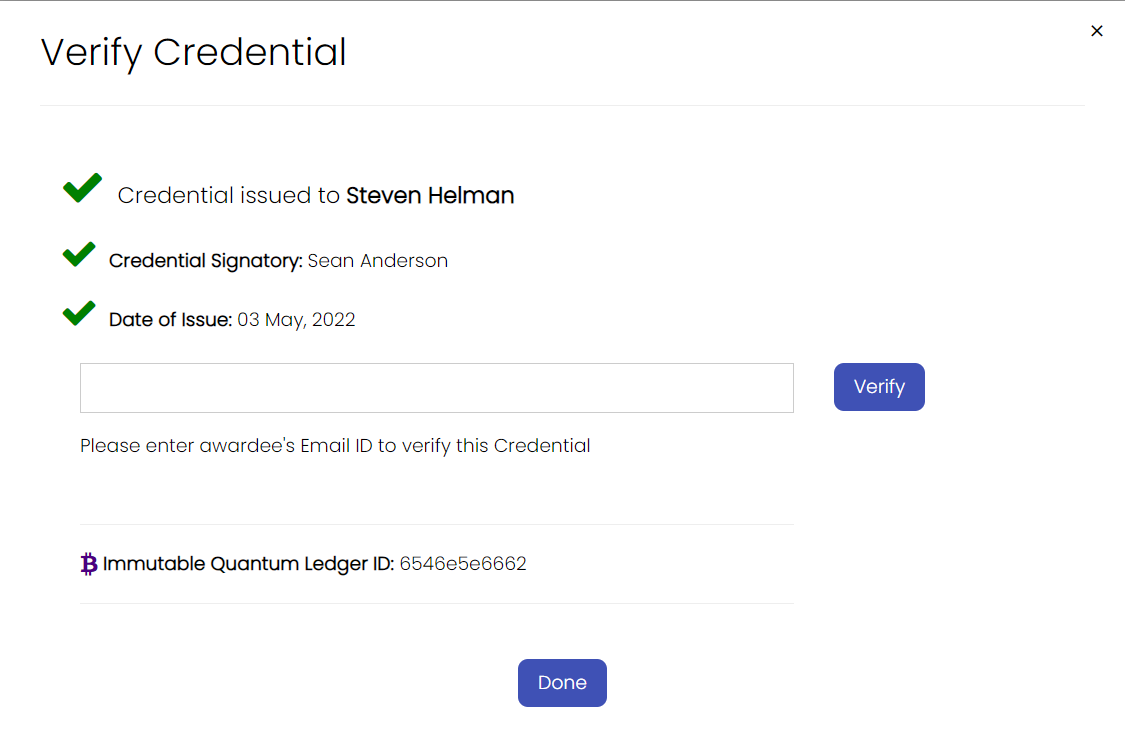 Verify Credential
×
Credential issued to Steven Helman
Credential Signatory: Sean Anderson
Date of Issue: 03 May, 2022
Verify
Please enter awardee's Email ID to verify this Credential
Immutable Quantum Ledger ID: 6546e5e6662
Done